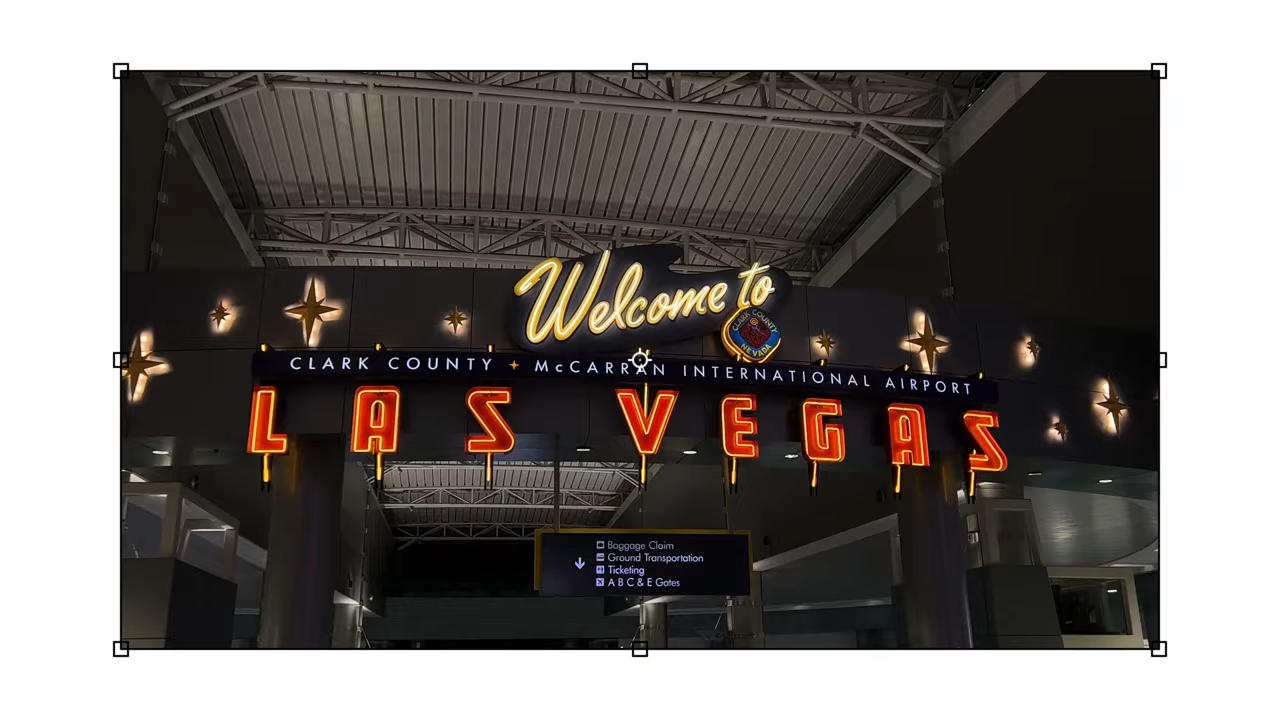 Welcome to
CLARK COUNTY
NEVADA
CLARK COUNTY ✦ McCARRAN INTERNATIONAL AIRPORT
LAS VEGAS
Baggage Claim
Ground Transportation
Ticketing
A B C & E Gates